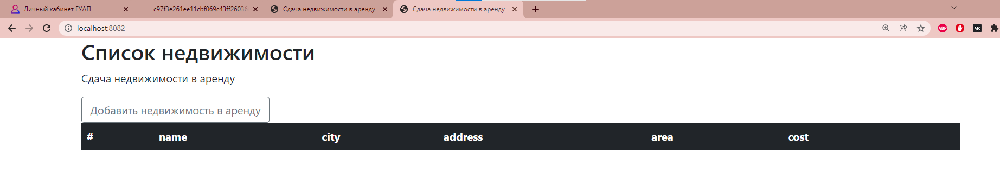 Личный кабинет ГУАП
c97f3e261ee11cbf069c43ff26036
Сдача недвижимости в аренду
Сдача недвижимости в аренду
localhost:8082
ABP
Список недвижимости
Сдача недвижимости в аренду
Добавить недвижимость в аренду
# name city address area cost